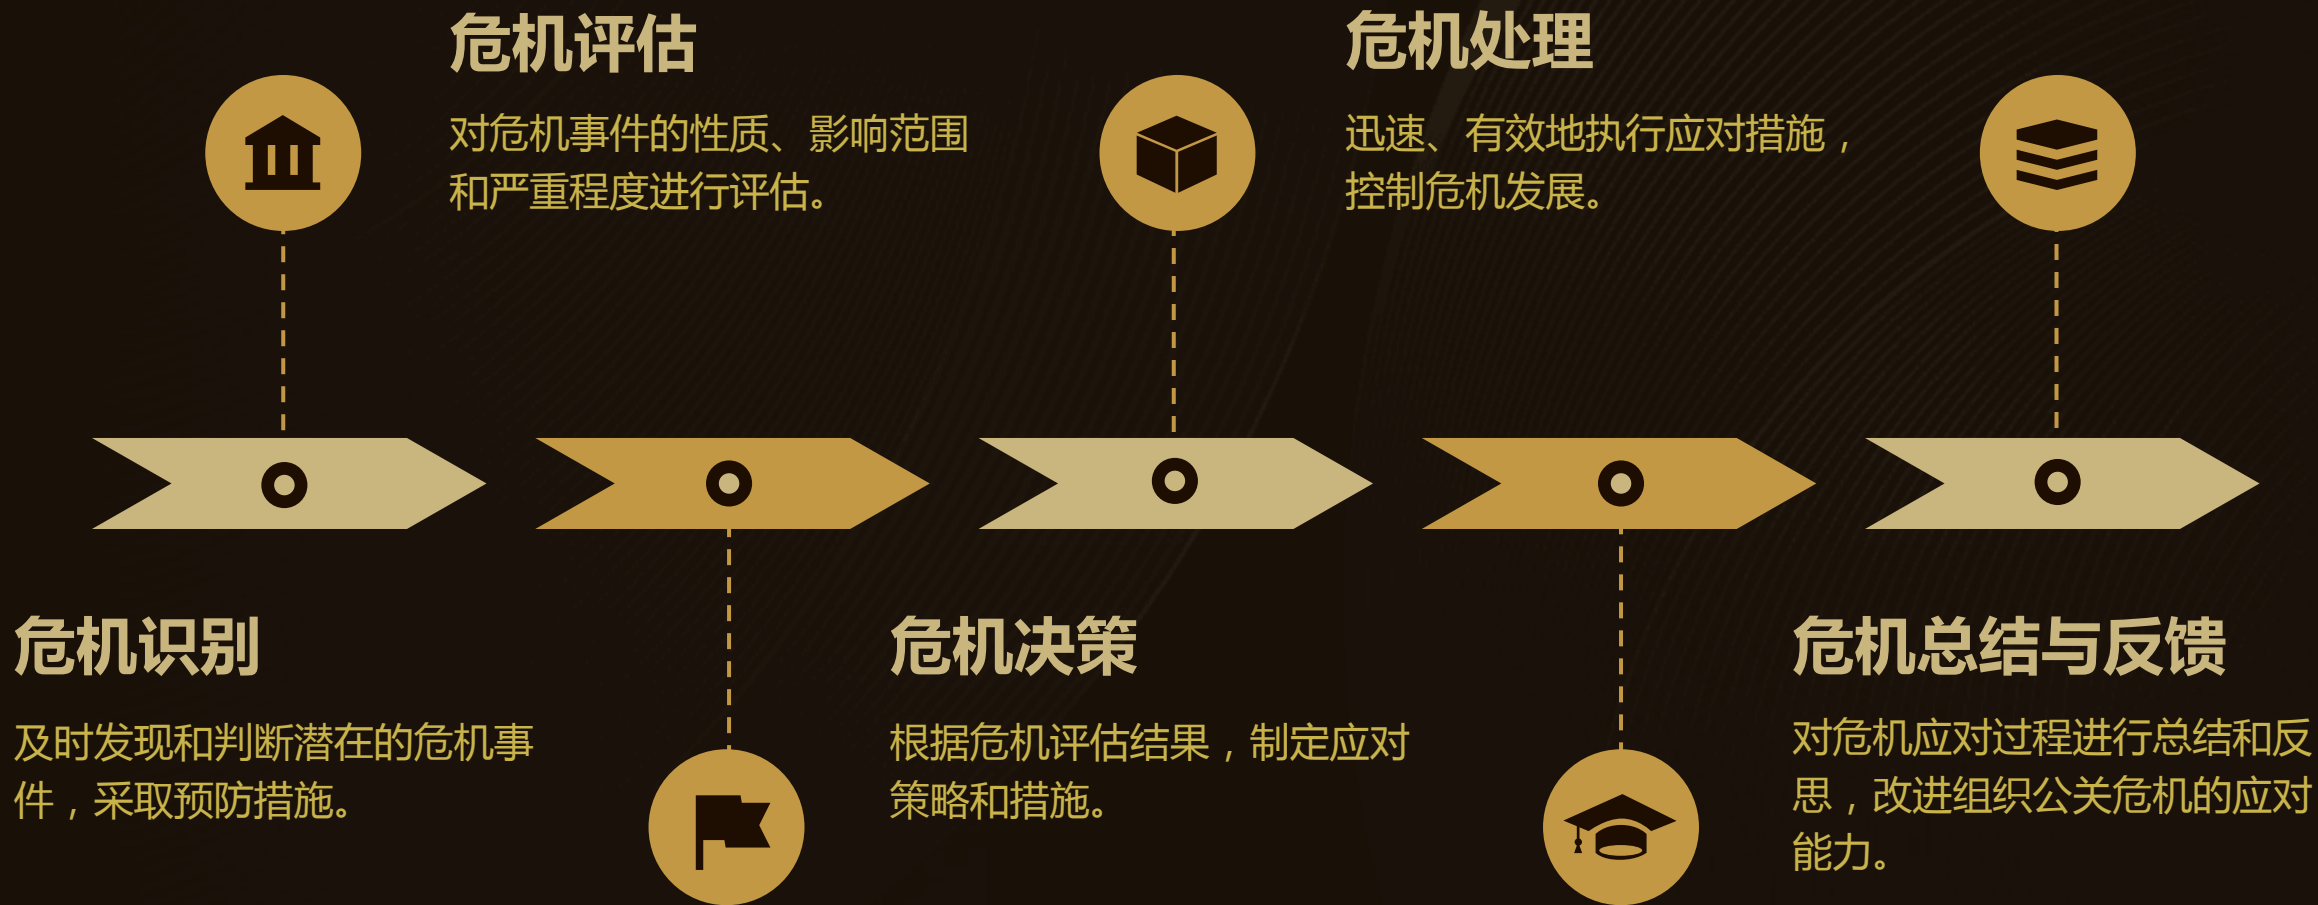 危机评估
对危机事件的性质、影响范围
和严重程度进行评估。
危机处理
迅速、有效地执行应对措施，
控制危机发展。
危机识别
及时发现和判断潜在的危机事
件，采取预防措施。
危机决策
根据危机评估结果，制定应对
策略和措施。
危机总结与反馈
对危机应对过程进行总结和反
思，改进组织公关危机的应对
能力。